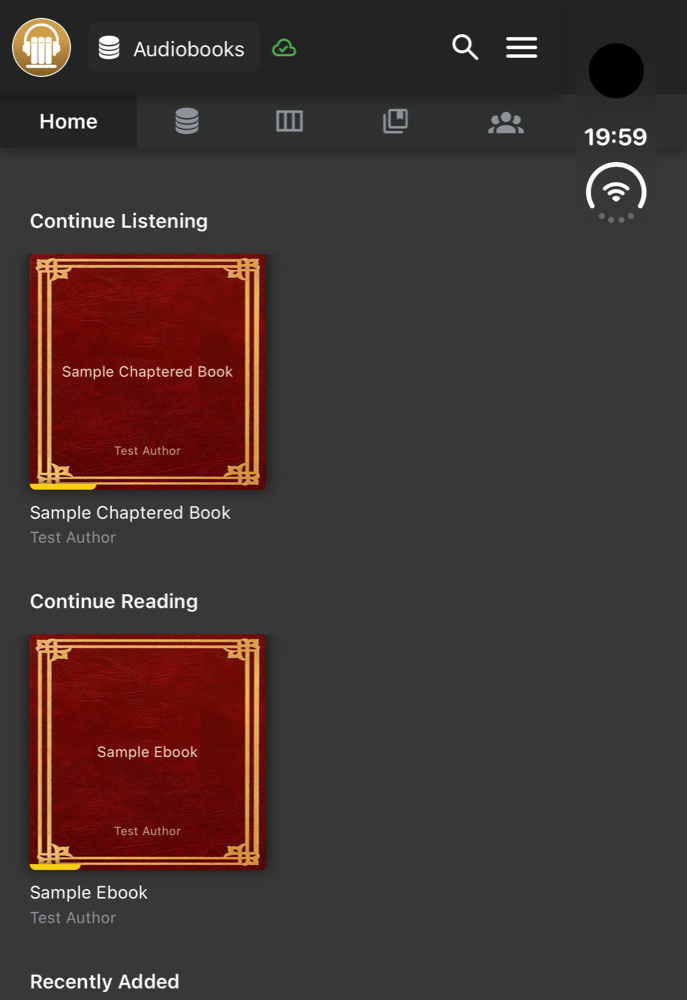 Audiobooks
19:59
Home
Continue Listening
Sample Chaptered Book
Test Author
Sample Chaptered Book
Test Author
Continue Reading
Sample Ebook
Test Author
Sample Ebook
Test Author
Recently Added